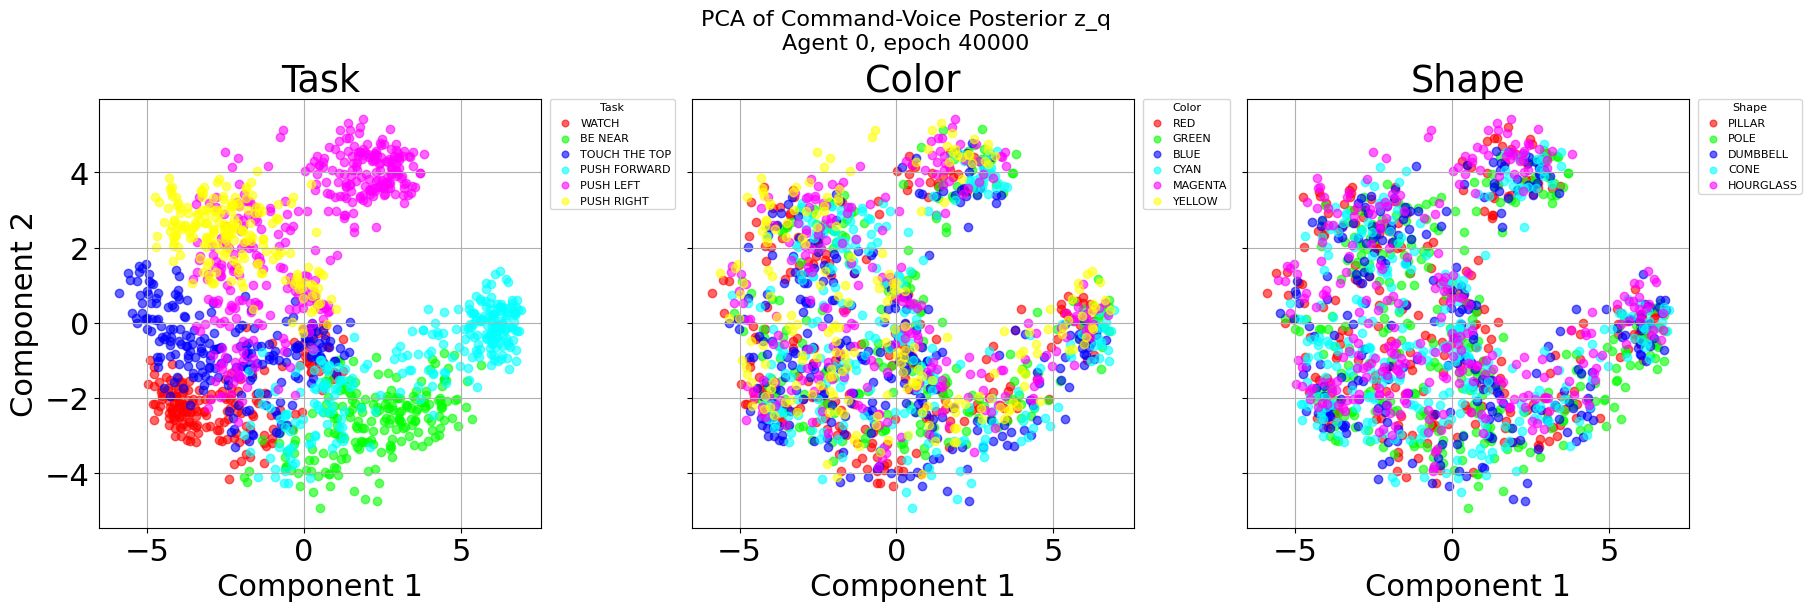 PCA of Command-Voice Posterior z_q
Agent 0, epoch 40000
Task
Component 2
4
2
0
−2
−4
−5 0 5
Component 1
Task
WATCH
BE NEAR
TOUCH THE TOP
PUSH FORWARD
PUSH LEFT
PUSH RIGHT
Color
−5 0 5
Component 1
Color
RED
GREEN
BLUE
CYAN
MAGENTA
YELLOW
Shape
−5 0 5
Component 1
Shape
PILLAR
POLE
DUMBBELL
CONE
HOURGLASS